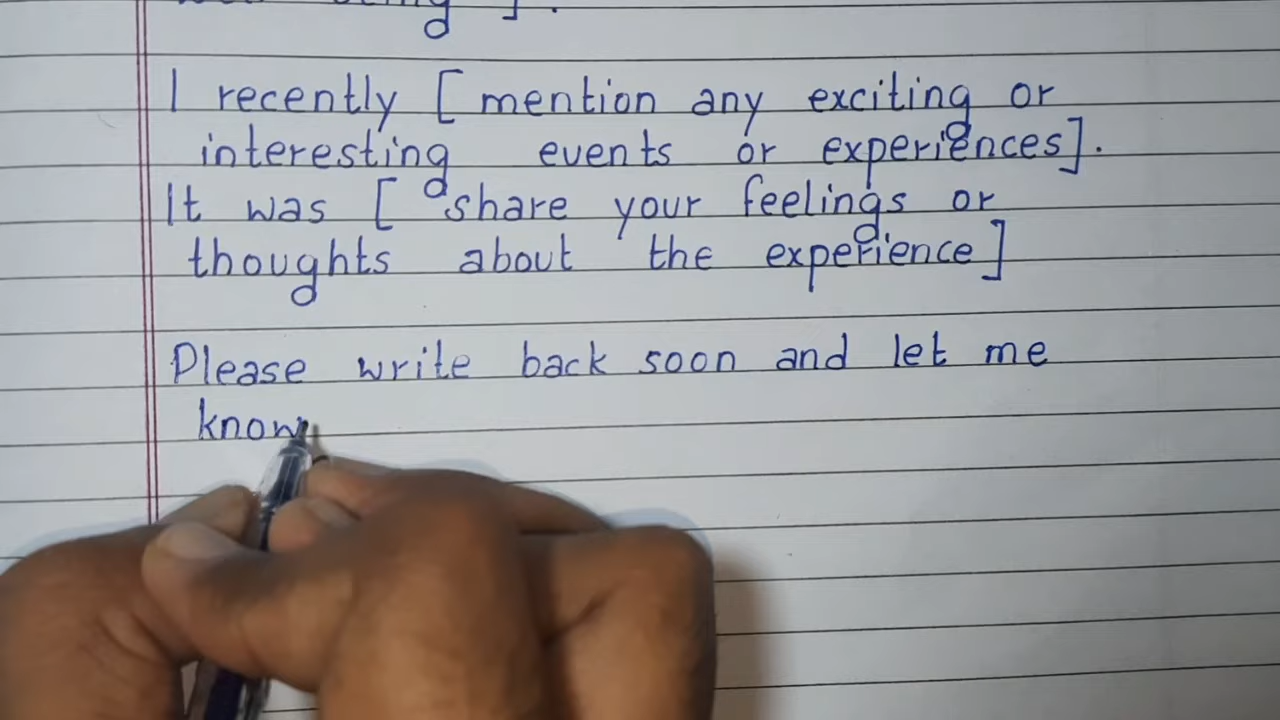 I recently [ mention any exciting or
interesting events or experiences].
It was [ share your feelings or
thoughts about the experience]
Please write back soon and let me
know